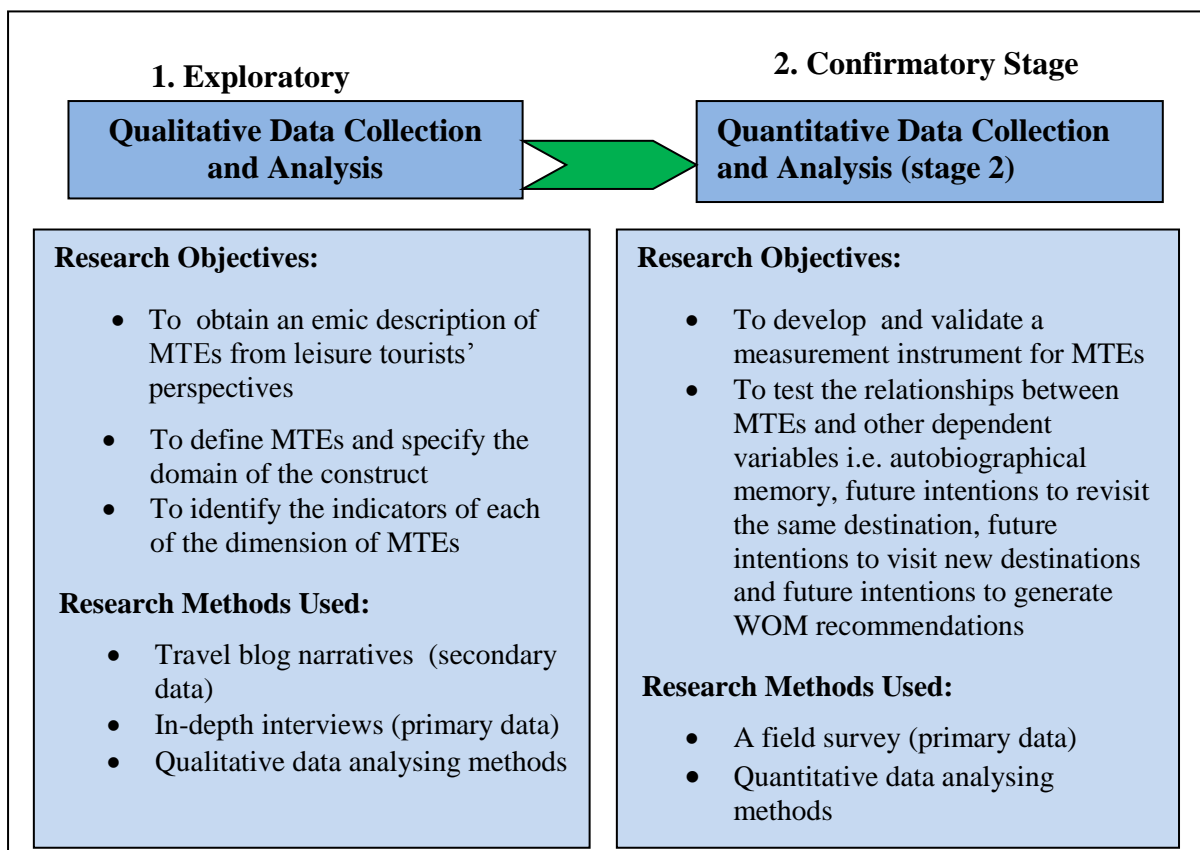 1. Exploratory
Qualitative Data Collection
and Analysis
Research Objectives:
• To obtain an emic description of
MTEs from leisure tourists’
perspectives
• To define MTEs and specify the
domain of the construct
• To identify the indicators of each
of the dimension of MTEs
Research Methods Used:
• Travel blog narratives (secondary
data)
• In-depth interviews (primary data)
• Qualitative data analysing methods
2. Confirmatory Stage
Quantitative Data Collection
and Analysis (stage 2)
Research Objectives:
• To develop and validate a
measurement instrument for MTEs
• To test the relationships between
MTEs and other dependent
variables i.e. autobiographical
memory, future intentions to revisit
the same destination, future
intentions to visit new destinations
and future intentions to generate
WOM recommendations
Research Methods Used:
• A field survey (primary data)
• Quantitative data analysing
methods